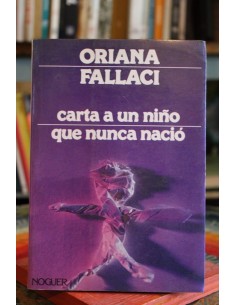 ORIANA
FALLACI
carta a un niño
que nunca nació
NOGUER